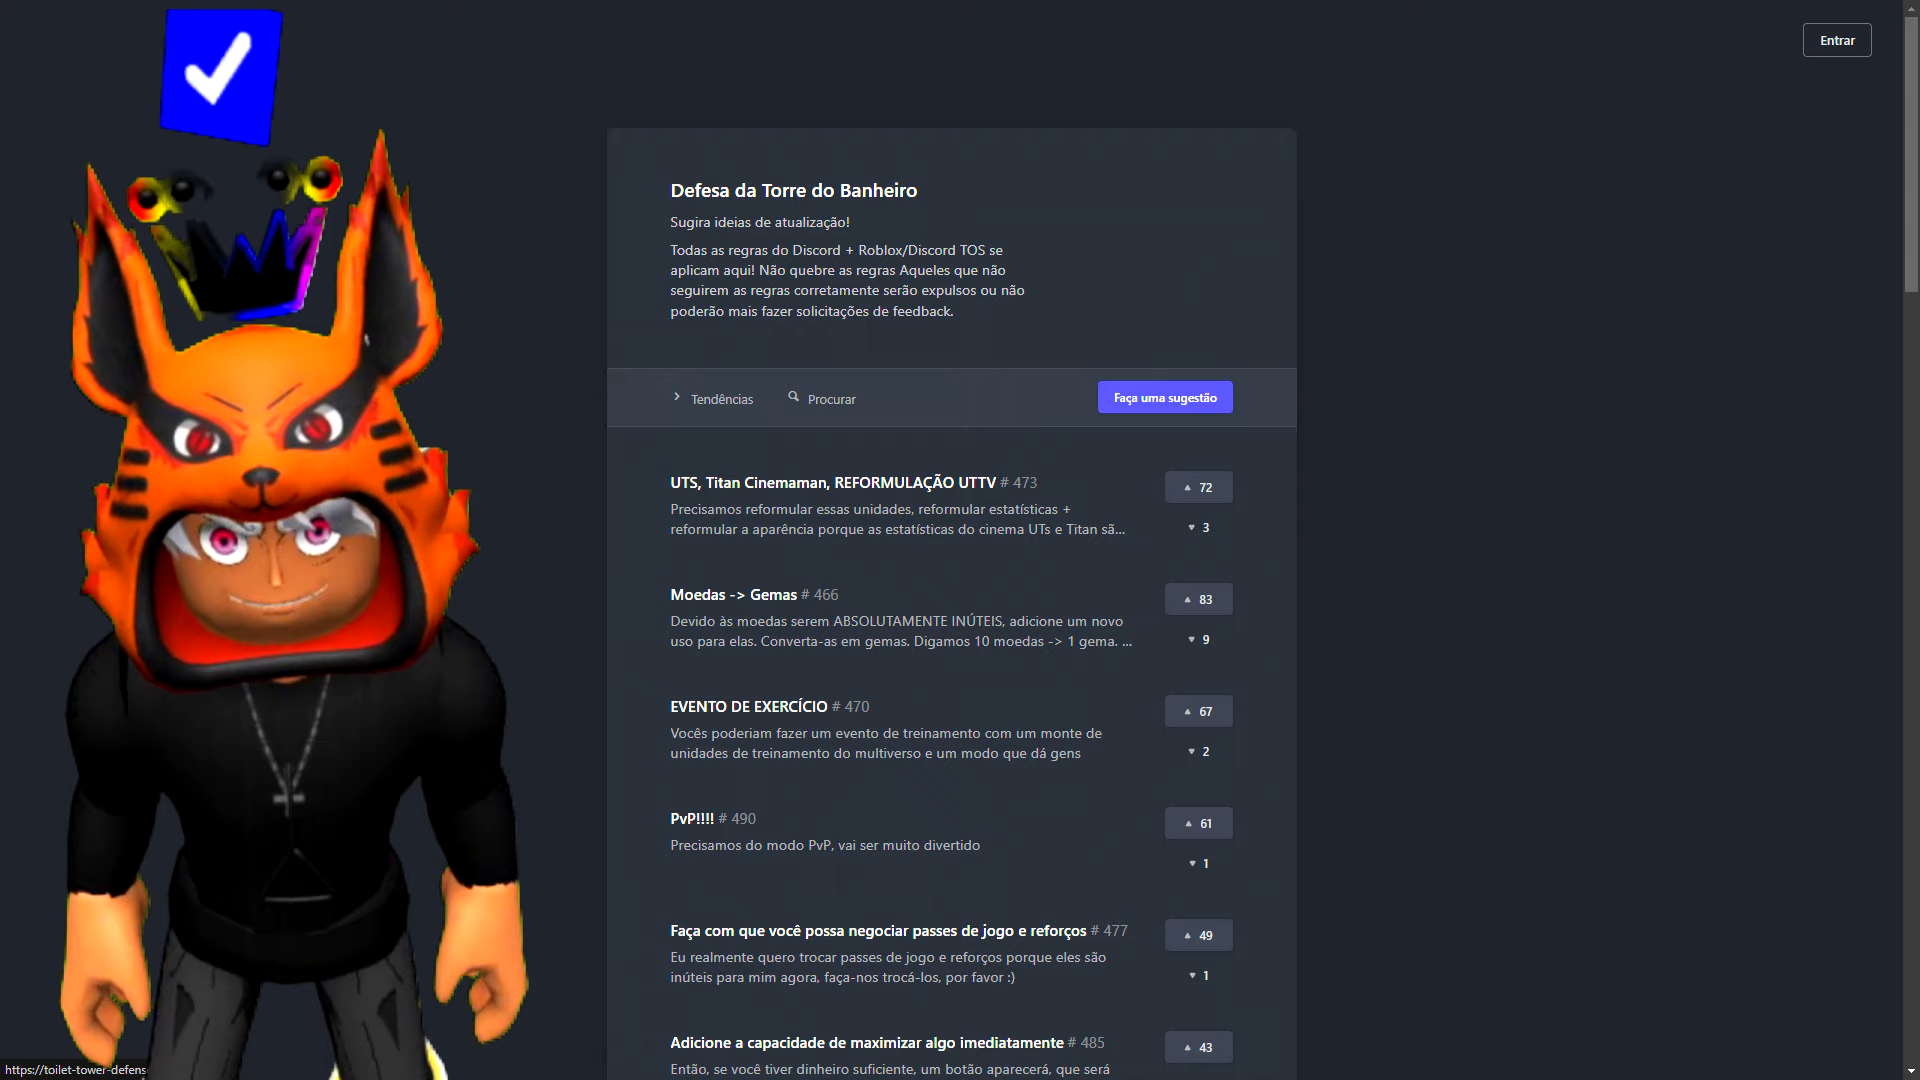 Entrar
Defesa da Torre do Banheiro
Sugira ideias de atualização!
Todas as regras do Discord + Roblox/Discord TOS se
aplicam aqui! Não quebre as regras Aqueles que não
seguirem as regras corretamente serão expulsos ou não
poderão mais fazer solicitações de feedback.
Tendências
Procurar
Faça uma sugestão
UTS, Titan Cinemaman, REFORMULAÇÃO UTTV # 473
72
Precisamos reformular essas unidades, reformular estatísticas +
reformular a aparência porque as estatísticas do cinema UTs e Titan sã...
3
Moedas -> Gemas # 466
83
Devido às moedas serem ABSOLUTAMENTE INÚTEIS, adicione um novo
uso para elas. Converta-as em gemas. Digamos 10 moedas -> 1 gema. ...
9
EVENTO DE EXERCÍCIO # 470
67
Vocês poderiam fazer um evento de treinamento com um monte de
unidades de treinamento do multiverso e um modo que dá gens
2
PvP!!!! # 490
61
Precisamos do modo PvP, vai ser muito divertido
1
Faça com que você possa negociar passes de jogo e reforços # 477
49
Eu realmente quero trocar passes de jogo e reforços porque eles são
inúteis para mim agora, faça-nos trocá-los, por favor :)
1
Adicione a capacidade de maximizar algo imediatamente # 485
43
Então, se você tiver dinheiro suficiente, um botão aparecerá, que será
https://toilet-tower-defens